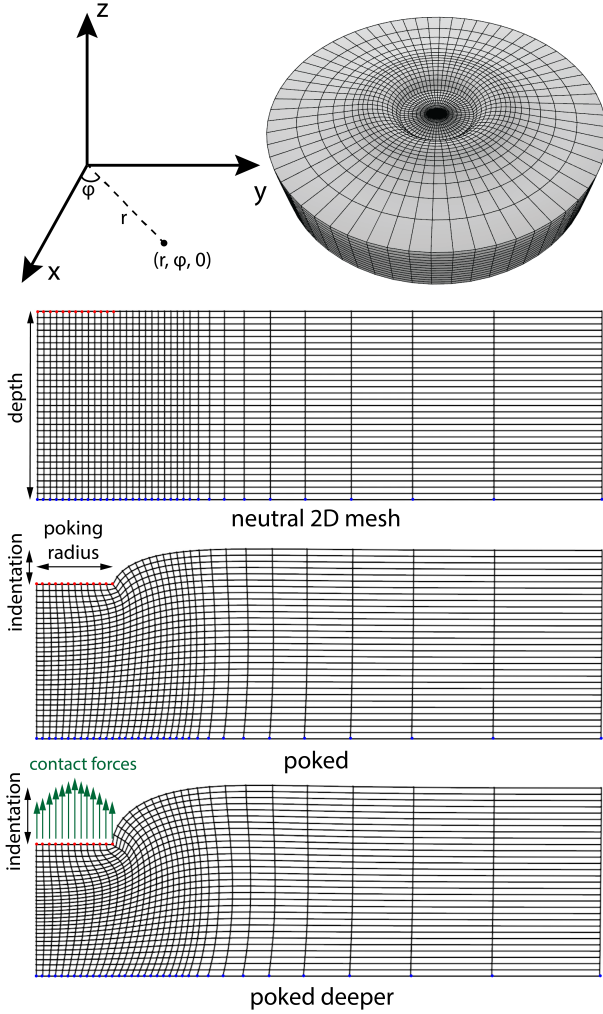 z
y
φ
r
x
(r, φ, 0)
depth
neutral 2D mesh
poking
radius
indentation
poked
contact forces
indentation
poked deeper